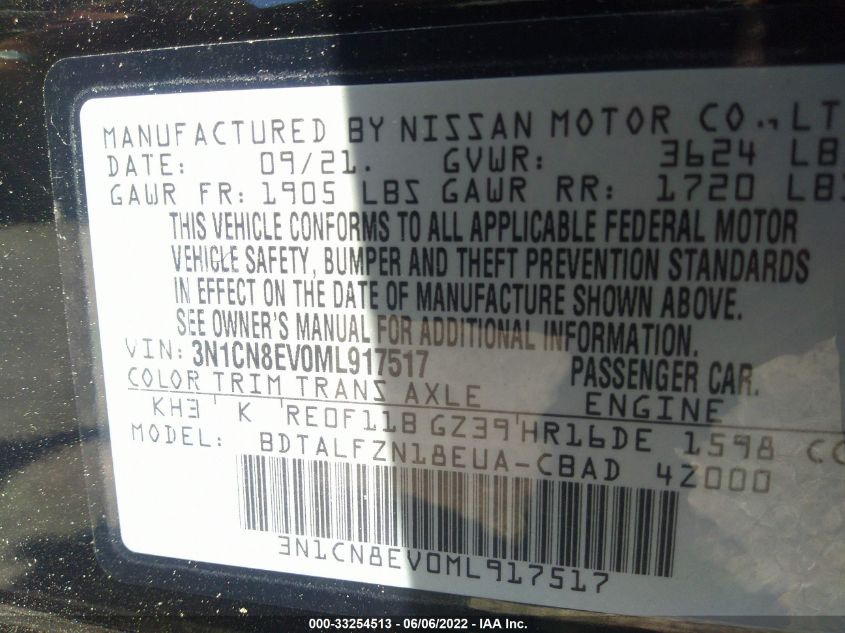 MANUFACTURED BY NISSAN MOTOR CO., LT
DATE: 09/21. GVWR: 3624 LB
GAWR FR: 1905 LBS GAWR RR: 1720 LBS
THIS VEHICLE CONFORMS TO ALL APPLICABLE FEDERAL MOTOR
VEHICLE SAFETY, BUMPER AND THEFT PREVENTION STANDARDS
IN EFFECT ON THE DATE OF MANUFACTURE SHOWN ABOVE.
SEE OWNER'S MANUAL FOR ADDITIONAL INFORMATION.
VIN: 3N1CN8EV0ML917517 PASSENGER CAR.
COLOR TRIM TRANS AXLE ENGINE
KH3 K RE0F11B GZ39 HR16DE 1598 CC
MODEL: BDTALFZN18EUA-CBAD 42000
3N1CN8EV0ML917517
000-33254513 - 06/06/2022 - IAA Inc.